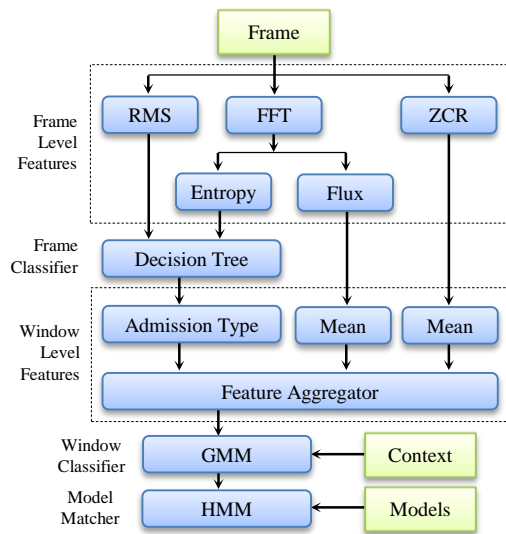 Frame
RMS
FFT
ZCR
Frame
Level
Features
Entropy
Flux
Frame
Classifier
Decision Tree
Window
Level
Features
Admission Type
Mean
Mean
Feature Aggregator
Window
Classifier
GMM
Context
Model
Matcher
HMM
Models